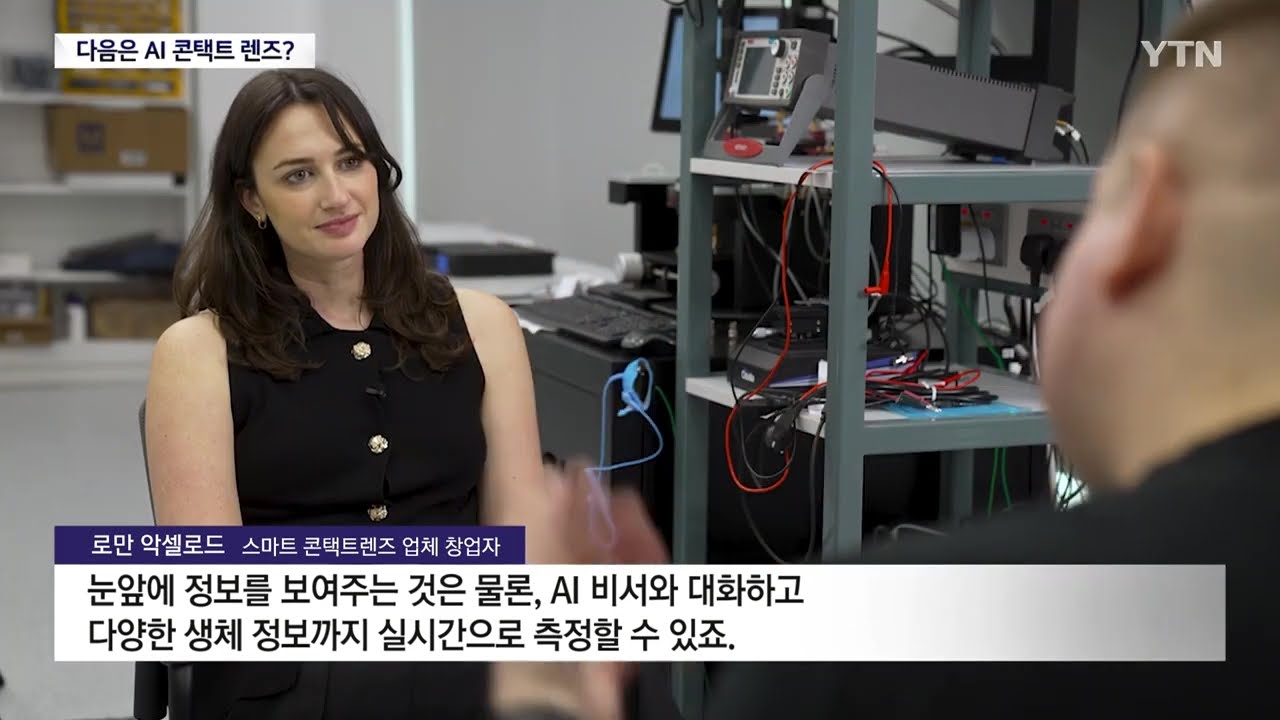 다음은 AI 콘택트 렌즈?
YTN
로만 악셀로드 스마트 콘택트렌즈 업체 창업자
눈앞에 정보를 보여주는 것은 물론, AI 비서와 대화하고
다양한 생체 정보까지 실시간으로 측정할 수 있죠.